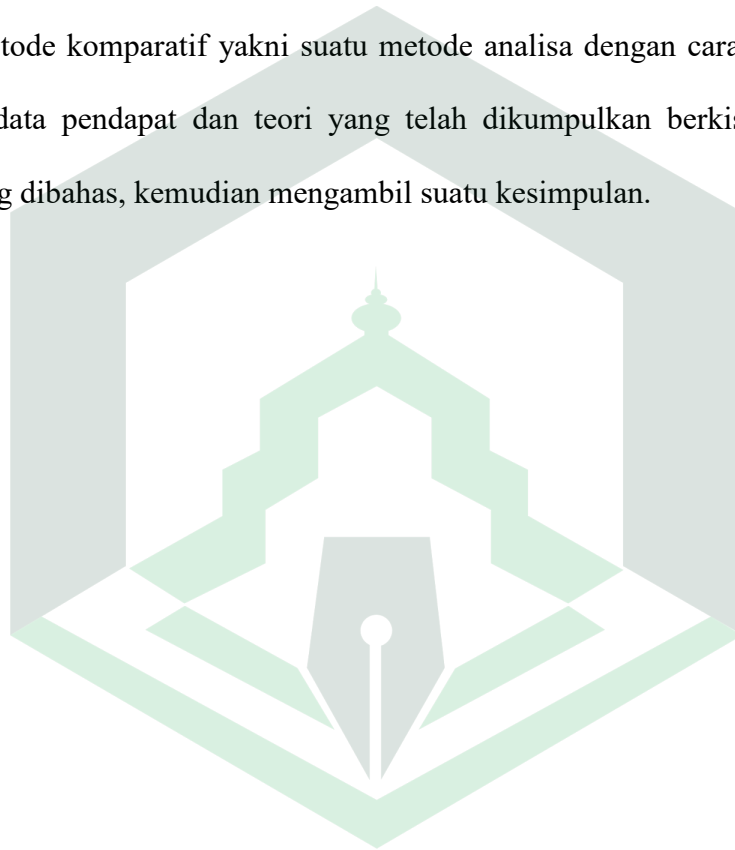 tode komparatif yakni suatu metode analisa dengan cara
data pendapat dan teori yang telah dikumpulkan berkis
g dibahas, kemudian mengambil suatu kesimpulan.